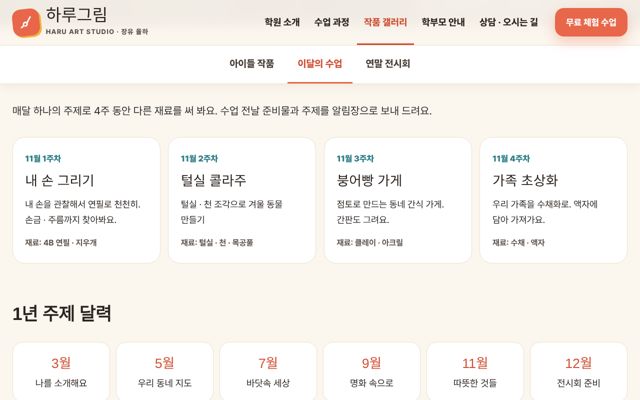 하루그림
HARU ART STUDIO · 장유 율하
학원 소개
수업 과정
작품 갤러리
학부모 안내
상담 · 오시는 길
무료 체험 수업
아이들 작품
이달의 수업
연말 전시회
매달 하나의 주제로 4주 동안 다른 재료를 써 봐요. 수업 전날 준비물과 주제를 알림장으로 보내 드려요.
11월 1주차
내 손 그리기
내 손을 관찰해서 연필로 천천히.
손금 · 주름까지 찾아봐요.
재료: 4B 연필 · 지우개
11월 2주차
털실 콜라주
털실 · 천 조각으로 겨울 동물
만들기
재료: 털실 · 천 · 목공풀
11월 3주차
붕어빵 가게
점토로 만드는 동네 간식 가게.
간판도 그려요.
재료: 클레이 · 아크릴
11월 4주차
가족 초상화
우리 가족을 수채화로. 액자에
담아 가져가요.
재료: 수채 · 액자
1년 주제 달력
3월
나를 소개해요
5월
우리 동네 지도
7월
바닷속 세상
9월
명화 속으로
11월
따뜻한 것들
12월
전시회 준비